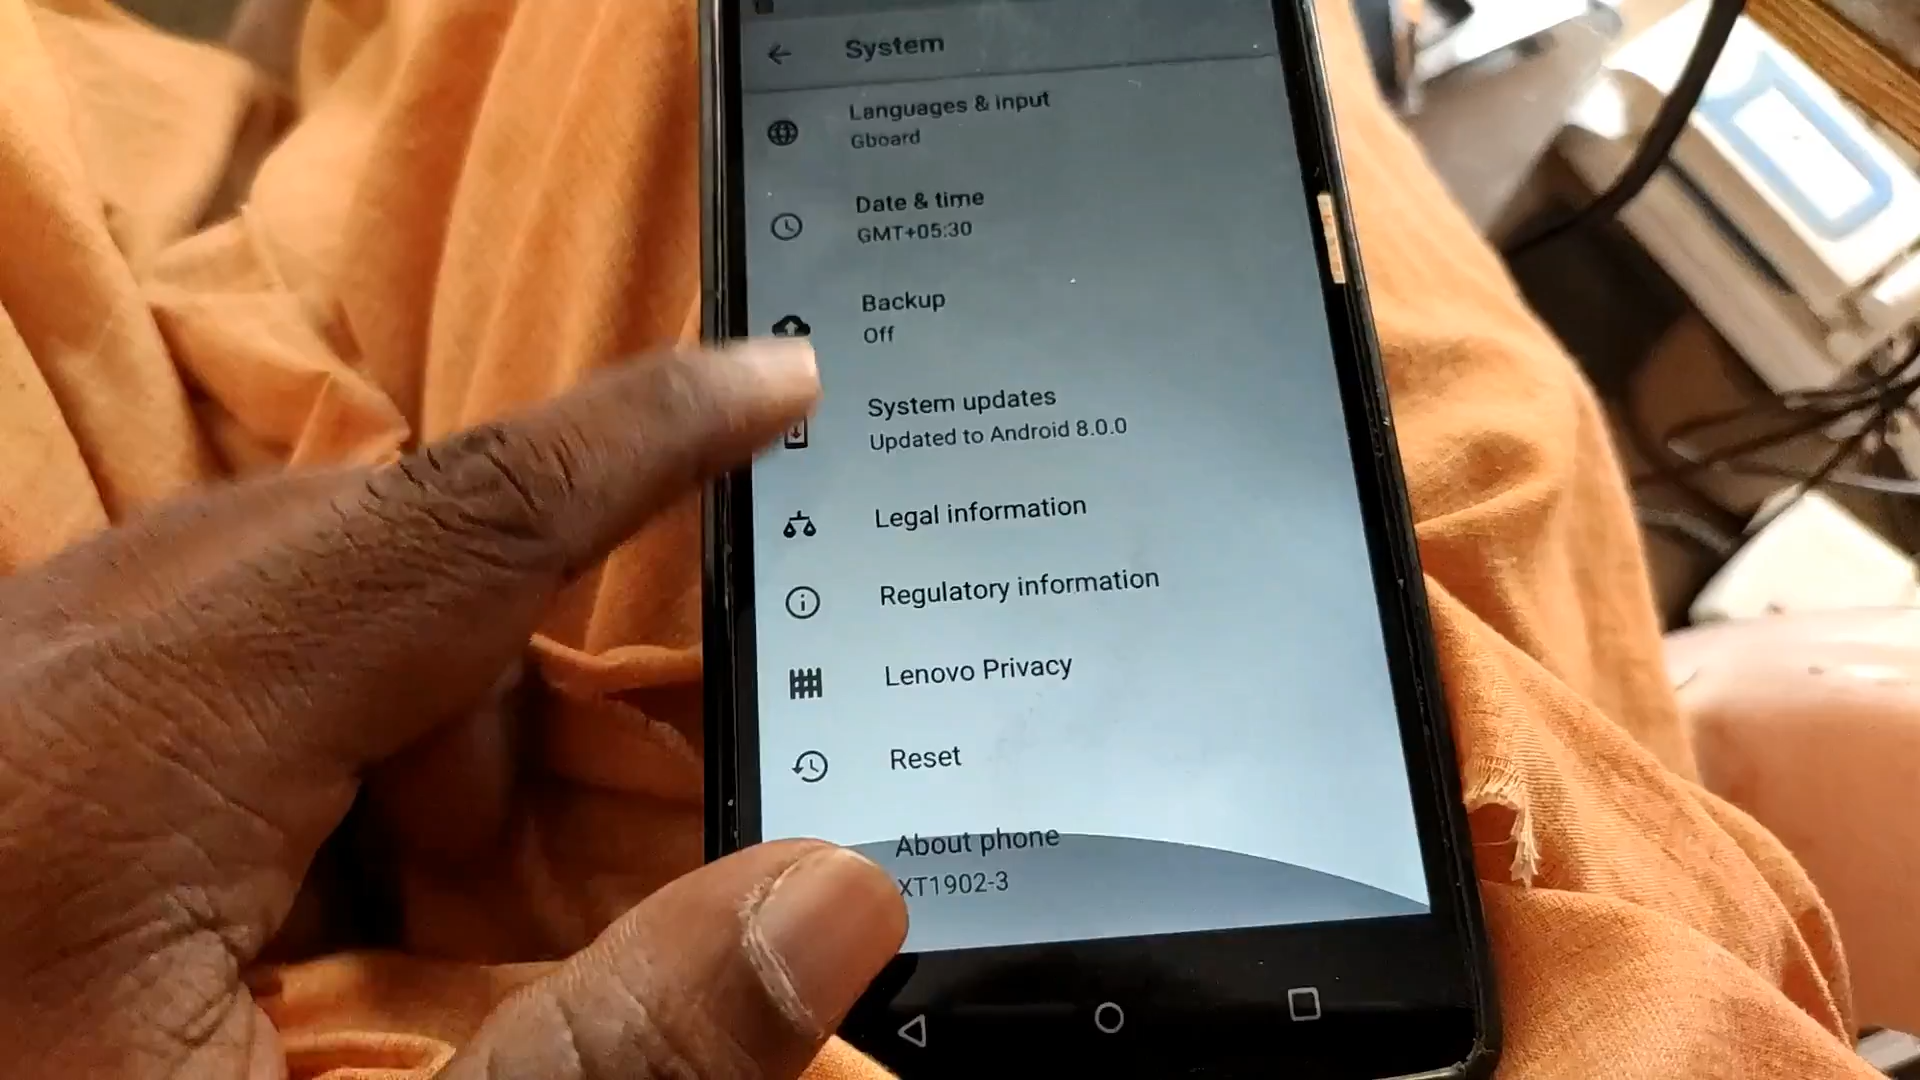 System
Languages & input
Gboard
Date & time
GMT+05:30
Backup
Off
System updates
Updated to Android 8.0.0
Legal information
Regulatory information
Lenovo Privacy
Reset
About phone
XT1902-3